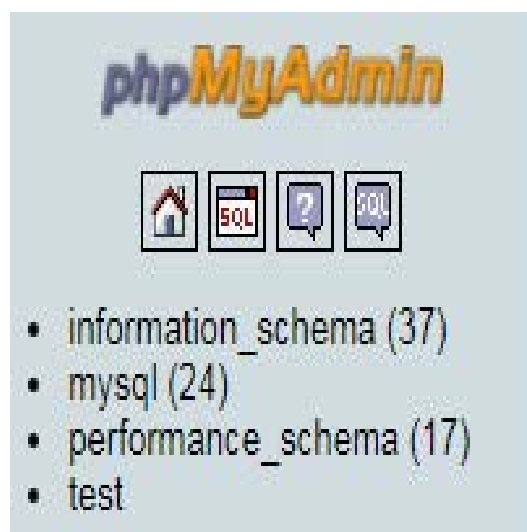 phpMyAdmin
SQL ? SQL
information_schema (37)
mysql (24)
performance_schema (17)
test